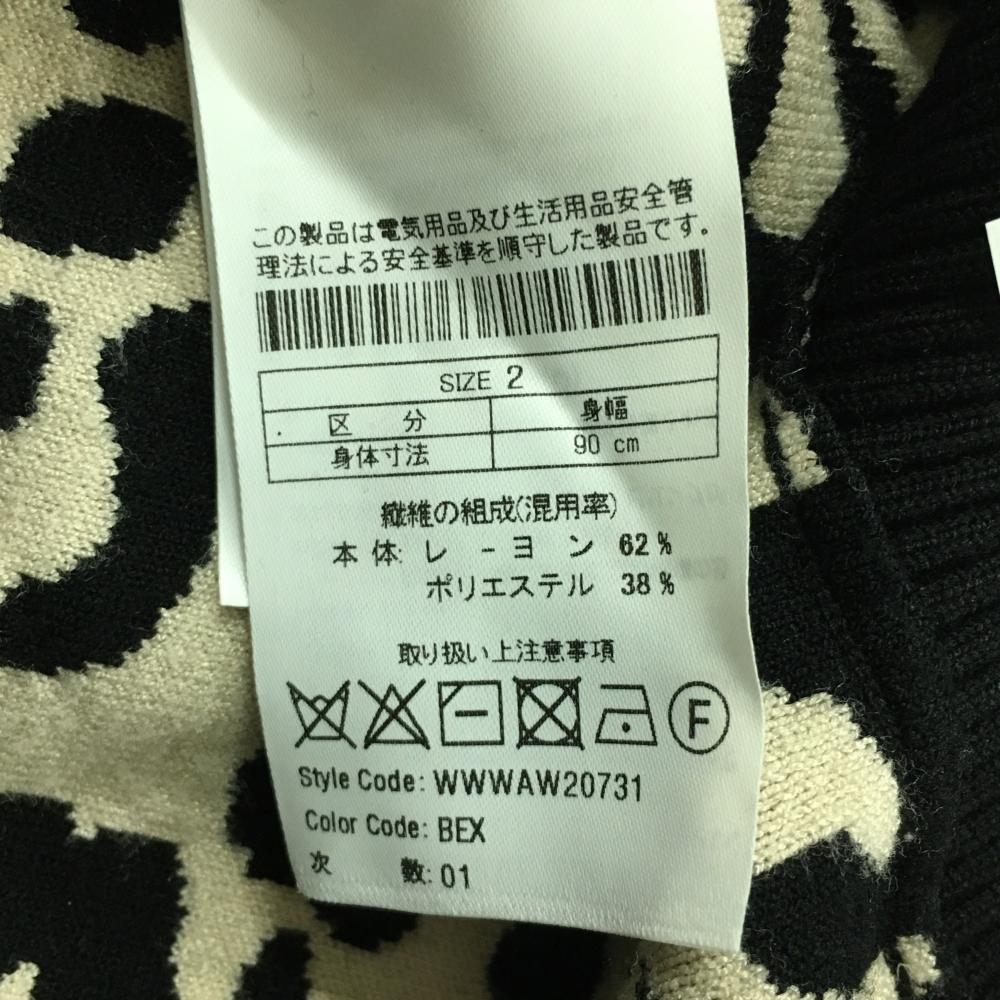 この製品は電気用品及び生活用品安全管
理法による安全基準を順守した製品です。
SIZE 2
区 分 身幅
身体寸法 90 cm
繊維の組成(混用率)
本 体: レ - ヨ ン 62 %
ポリエステル 38 %
取り扱い上注意事項
F
Style Code: WWWAW20731
Color Code: BEX
次 数: 01